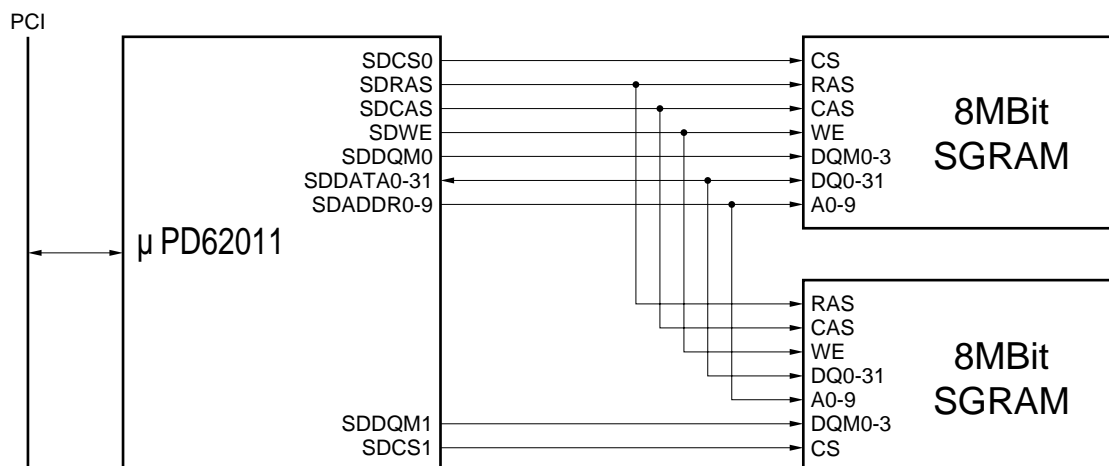 PCI
SDCS0
SDRAS
SDCAS
SDWE
SDDQM0
SDDATA0-31
SDADDR0-9
μ PD62011
SDDQM1
SDCS1
CS
RAS
CAS
WE
DQM0-3
DQ0-31
A0-9
8MBit
SGRAM
RAS
CAS
WE
DQ0-31
A0-9
DQM0-3
CS
8MBit
SGRAM